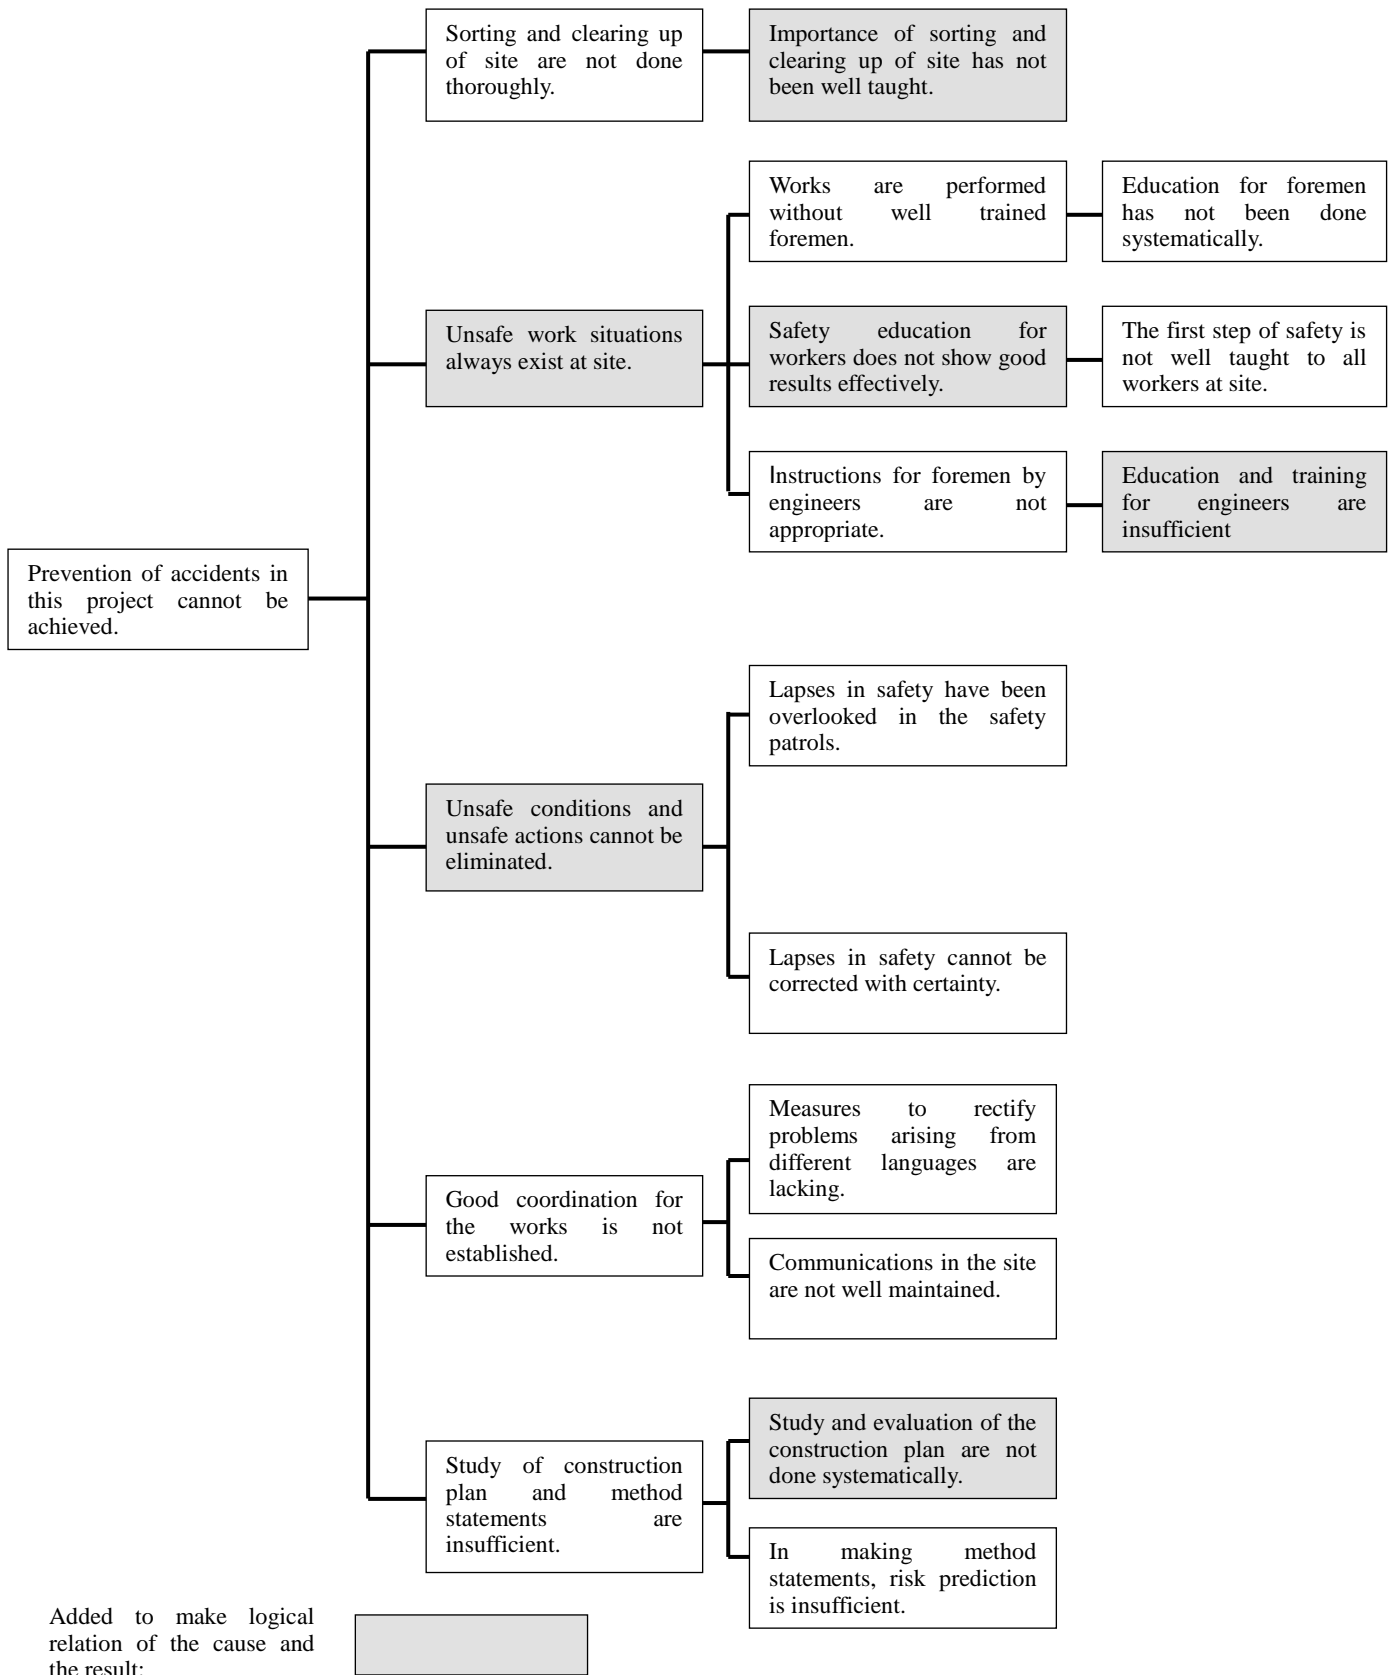 Sorting and clearing up
of site are not done
thoroughly.
Importance of sorting and
clearing up of site has not
been well taught.
Works are performed
without well trained
foremen.
Education for foremen
has not been done
systematically.
Unsafe work situations
always exist at site.
Safety education for
workers does not show good
results effectively.
The first step of safety is
not well taught to all
workers at site.
Instructions for foremen by
engineers are not
appropriate.
Education and training
for engineers are
insufficient
Prevention of accidents in
this project cannot be
achieved.
Lapses in safety have been
overlooked in the safety
patrols.
Unsafe conditions and
unsafe actions cannot be
eliminated.
Lapses in safety cannot be
corrected with certainty.
Measures to rectify
problems arising from
different languages are
lacking.
Good coordination for
the works is not
established.
Communications in the site
are not well maintained.
Study and evaluation of the
construction plan are not
done systematically.
Study of construction
plan and method
statements are
insufficient.
In making method
statements, risk prediction
is insufficient.
Added to make logical
relation of the cause and
the result: